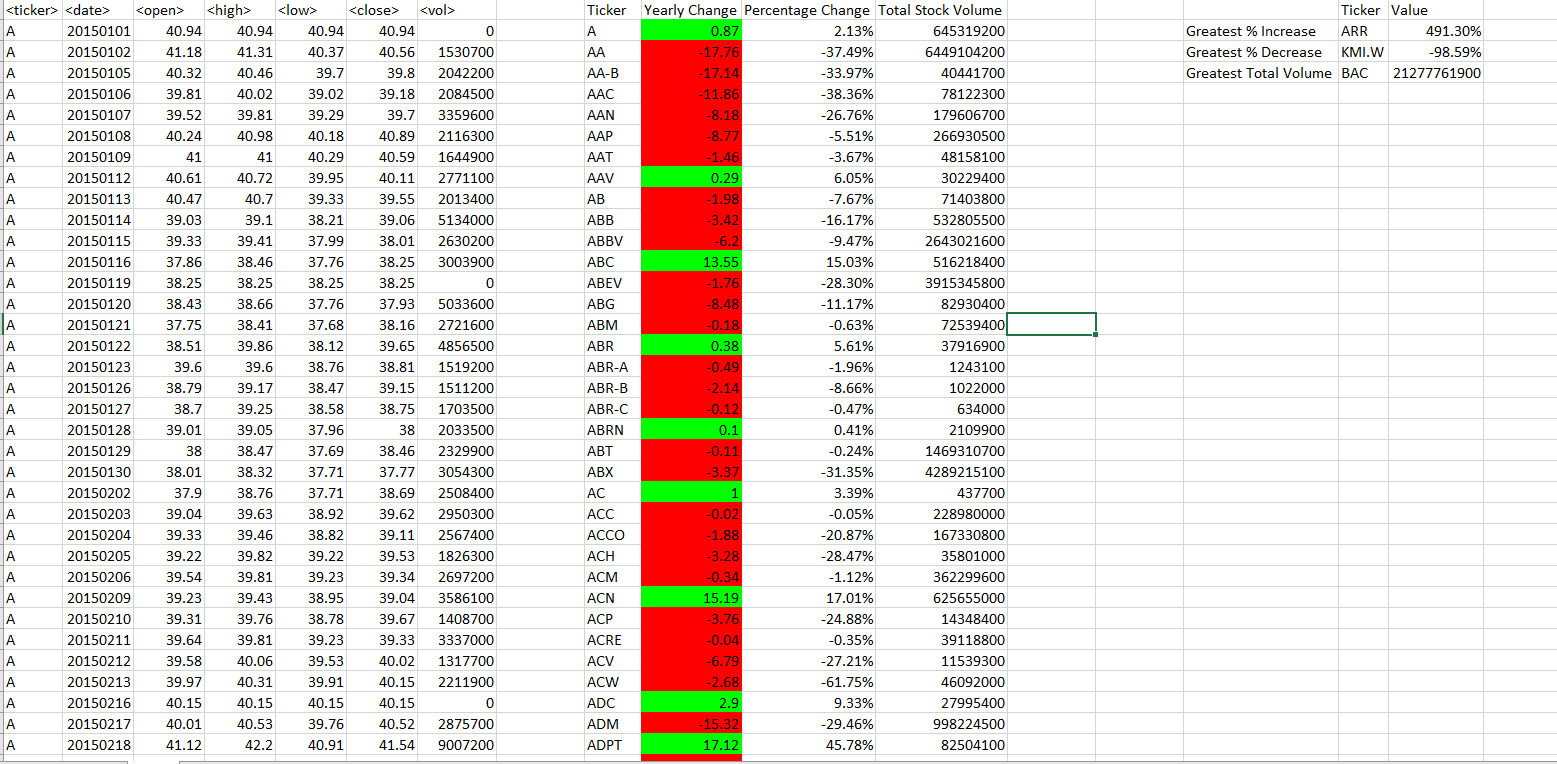 <ticker> <date> <open> <high> <low> <close> <vol> Ticker Yearly Change Percentage Change Total Stock Volume Ticker Value
A 20150101 40.94 40.94 40.94 40.94 0 A 0.87 2.13% 645319200 Greatest % Increase ARR 491.30%
A 20150102 41.18 41.31 40.37 40.56 1530700 AA -17.76 -37.49% 6449104200 Greatest % Decrease KMI.W -98.59%
A 20150105 40.32 40.46 39.7 39.8 2042200 AA-B -17.14 -33.97% 40441700 Greatest Total Volume BAC 21277761900
A 20150106 39.81 40.02 39.02 39.18 2084500 AAC -11.86 -38.36% 78122300
A 20150107 39.52 39.81 39.29 39.7 3359600 AAN -8.18 -26.76% 179606700
A 20150108 40.24 40.98 40.18 40.89 2116300 AAP -8.77 -5.51% 266930500
A 20150109 41 41 40.29 40.59 1644900 AAT -1.46 -3.67% 48158100
A 20150112 40.61 40.72 39.95 40.11 2771100 AAV 0.29 6.05% 30229400
A 20150113 40.47 40.7 39.33 39.55 2013400 AB -1.98 -7.67% 71403800
A 20150114 39.03 39.1 38.21 39.06 5134000 ABB -3.42 -16.17% 532805500
A 20150115 39.33 39.41 37.99 38.01 2630200 ABBV -6.2 -9.47% 2643021600
A 20150116 37.86 38.46 37.76 38.25 3003900 ABC 13.55 15.03% 516218400
A 20150119 38.25 38.25 38.25 38.25 0 ABEV -1.76 -28.30% 3915345800
A 20150120 38.43 38.66 37.76 37.93 5033600 ABG -8.48 -11.17% 82930400
A 20150121 37.75 38.41 37.68 38.16 2721600 ABM -0.18 -0.63% 72539400
A 20150122 38.51 39.86 38.12 39.65 4856500 ABR 0.38 5.61% 37916900
A 20150123 39.6 39.6 38.76 38.81 1519200 ABR-A -0.49 -1.96% 1243100
A 20150126 38.79 39.17 38.47 39.15 1511200 ABR-B -2.14 -8.66% 1022000
A 20150127 38.7 39.25 38.58 38.75 1703500 ABR-C -0.12 -0.47% 634000
A 20150128 39.01 39.05 37.96 38 2033500 ABRN 0.1 0.41% 2109900
A 20150129 38 38.47 37.69 38.46 2329900 ABT -0.11 -0.24% 1469310700
A 20150130 38.01 38.32 37.71 37.77 3054300 ABX -3.37 -31.35% 4289215100
A 20150202 37.9 38.76 37.71 38.69 2508400 AC 1 3.39% 437700
A 20150203 39.04 39.63 38.92 39.62 2950300 ACC -0.02 -0.05% 228980000
A 20150204 39.33 39.46 38.82 39.11 2567400 ACCO -1.88 -20.87% 167330800
A 20150205 39.22 39.82 39.22 39.53 1826300 ACH -3.28 -28.47% 35801000
A 20150206 39.54 39.81 39.23 39.34 2697200 ACM -0.34 -1.12% 362299600
A 20150209 39.23 39.43 38.95 39.04 3586100 ACN 15.19 17.01% 625655000
A 20150210 39.31 39.76 38.78 39.67 1408700 ACP -3.76 -24.88% 14348400
A 20150211 39.64 39.81 39.23 39.33 3337000 ACRE -0.04 -0.35% 39118800
A 20150212 39.58 40.06 39.53 40.02 1317700 ACV -6.79 -27.21% 11539300
A 20150213 39.97 40.31 39.91 40.15 2211900 ACW -2.68 -61.75% 46092000
A 20150216 40.15 40.15 40.15 40.15 0 ADC 2.9 9.33% 27995400
A 20150217 40.01 40.53 39.76 40.52 2875700 ADM -15.32 -29.46% 998224500
A 20150218 41.12 42.2 40.91 41.54 9007200 ADPT 17.12 45.78% 82504100